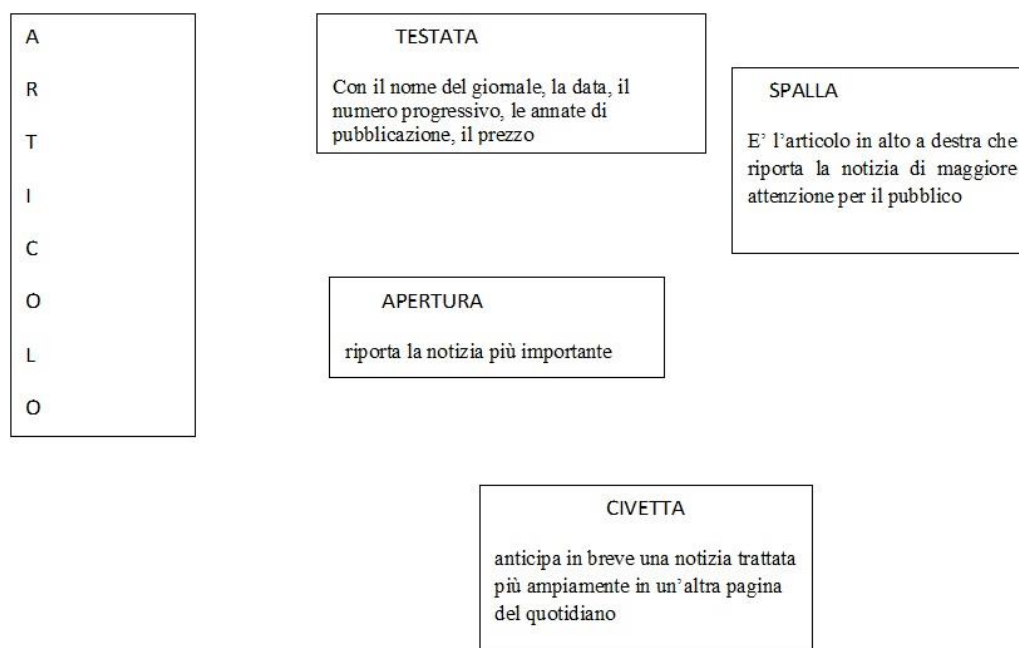 A
R
T
I
C
O
L
O
TESTATA
Con il nome del giornale, la data, il
numero progressivo, le annate di
pubblicazione, il prezzo
SPALLA
E’ l’articolo in alto a destra che
riporta la notizia di maggiore
attenzione per il pubblico
APERTURA
riporta la notizia più importante
CIVETTA
anticipa in breve una notizia trattata
più ampiamente in un’altra pagina
del quotidiano